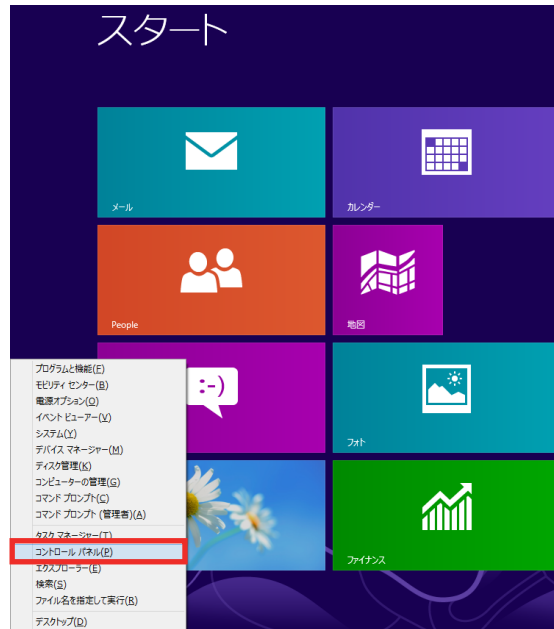 スタート
メール
カレンダー
People
地図
:-)
フォト
ファイナンス
プログラムと機能(F)
モビリティ センター(B)
電源オプション(O)
イベント ビューアー(V)
システム(Y)
デバイス マネージャー(M)
ディスク管理(K)
コンピューターの管理(G)
コマンド プロンプト(C)
コマンド プロンプト (管理者)(A)
タスク マネージャー(T)
コントロール パネル(P)
エクスプローラー(E)
検索(S)
ファイル名を指定して実行(R)
デスクトップ(D)